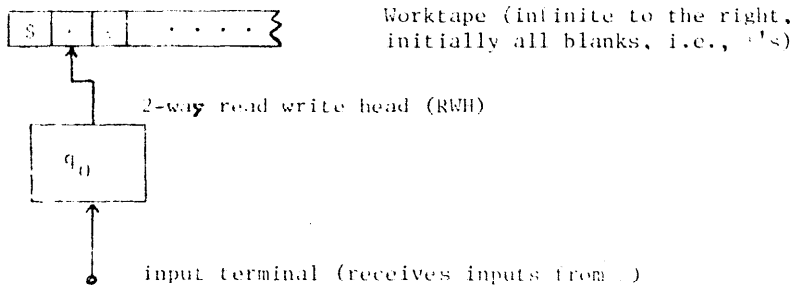 $ . . . . .
Worktape (infinite to the right,
initially all blanks, i.e., 's)
2-way read write head (RWH)
q0
input terminal (receives inputs from )